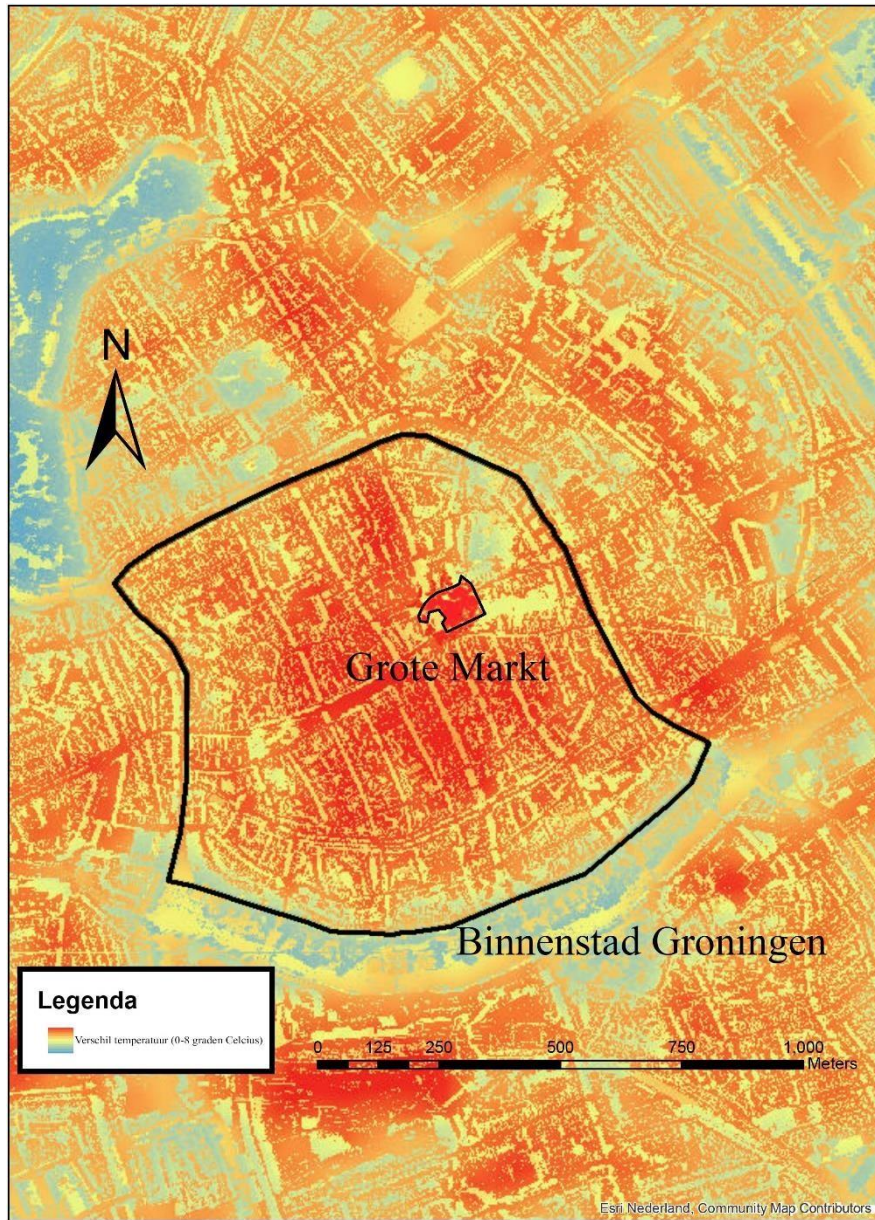 N
Grote Markt
Binnenstad Groningen
Legenda
Verschil temperatuur (0-8 graden Celcius)
0 125 250 500 750 1.000
Meters
Esri Nederland, Community Map Contributors